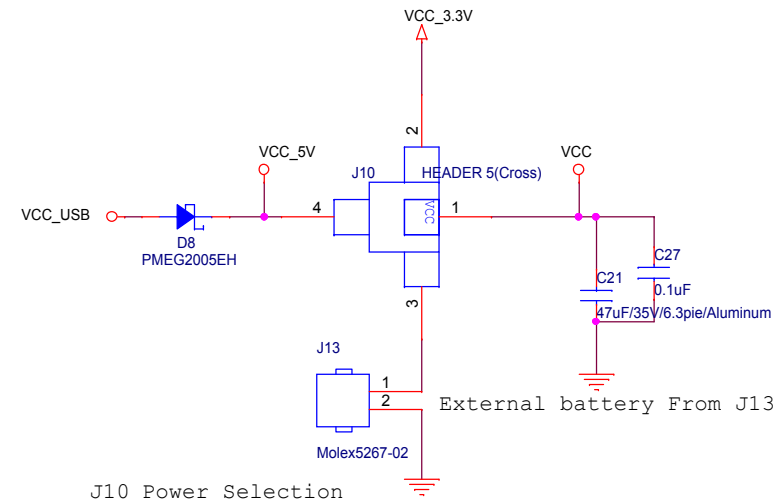 VCC_3.3V
2
VCC_5V
J10
HEADER 5(Cross)
VCC
VCC_USB
4
VCC
1
D8
PMEG2005EH
C27
C21
0.1uF
47uF/35V/6.3pie/Aluminum
3
J13
1
2
External battery From J13
Molex5267-02
J10 Power Selection